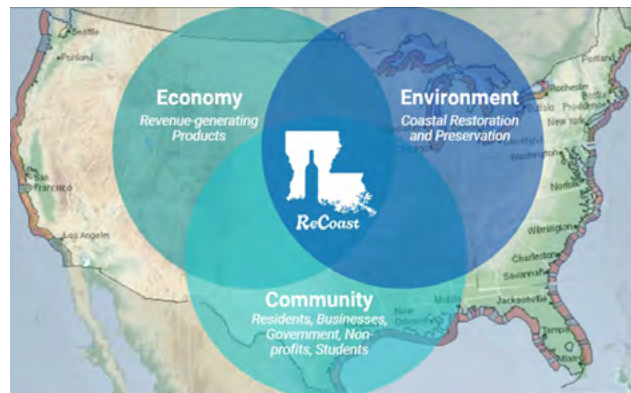 Seattle
Portland
Economy
Revenue-generating
Products
Environment
Coastal Restoration
and Preservation
ReCoast
Portland
Rochester
Buffalo
Providence
New York
Washington
Norfolk
San
Francisco
Los Angeles
Wilmington
Charleston
Savannah
Jacksonville
Community
Residents, Businesses,
Government, Non-
profits, Students
Mobile
New
Tampa
Miami